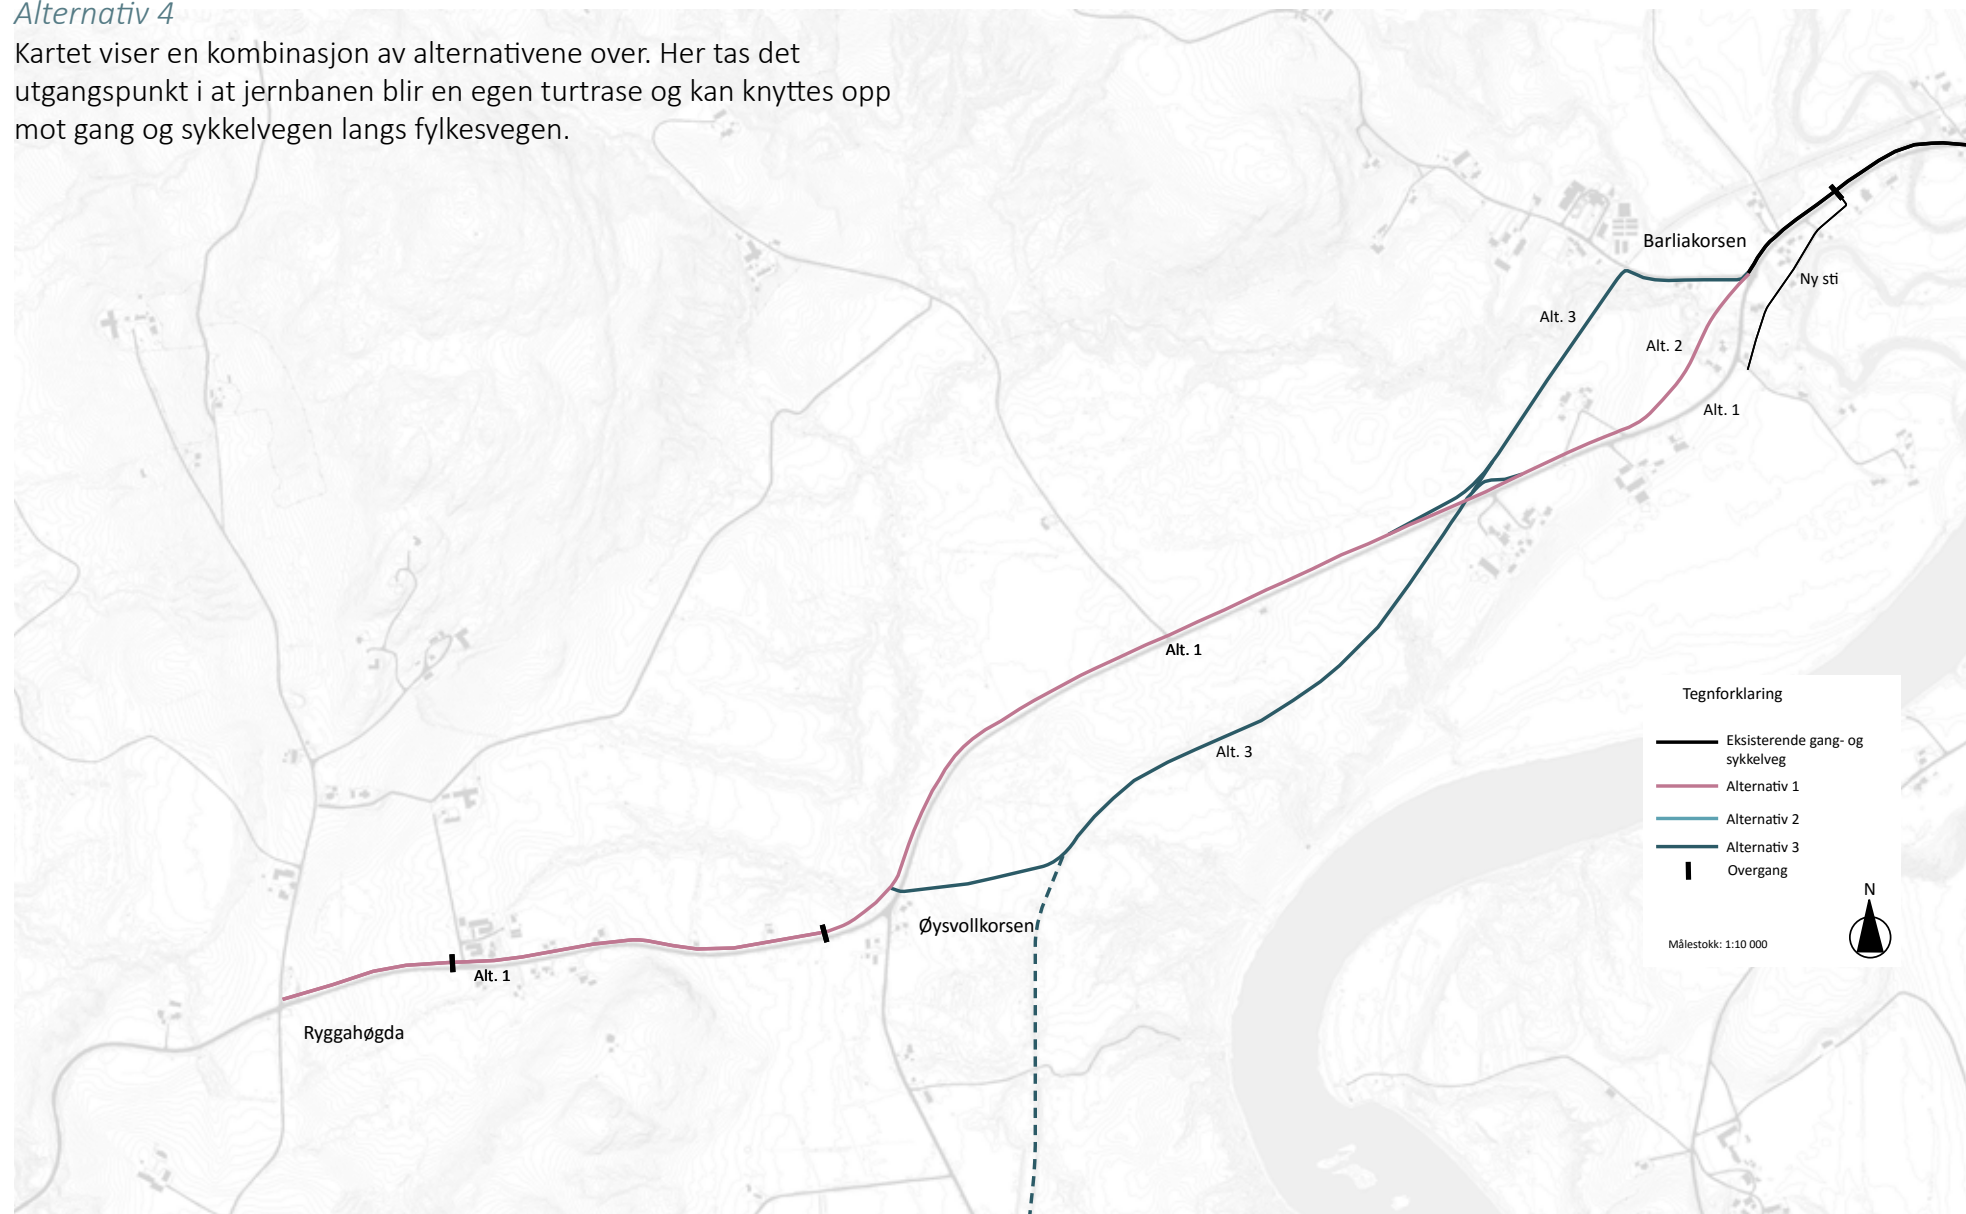 Alternativ 4
Kartet viser en kombinasjon av alternativene over. Her tas det
utgangspunkt i at jernbanen blir en egen turtrase og kan knyttes opp
mot gang og sykkelvegen langs fylkesvegen.
Barliakorsen
Ny sti
Alt. 3
Alt. 2
Alt. 1
Alt. 1
Alt. 3
Øysvollkorsen
Alt. 1
Ryggahøgda
Tegnforklaring
Eksisterende gang- og
sykkelveg
Alternativ 1
Alternativ 2
Alternativ 3
Overgang
N
Målestokk: 1:10 000